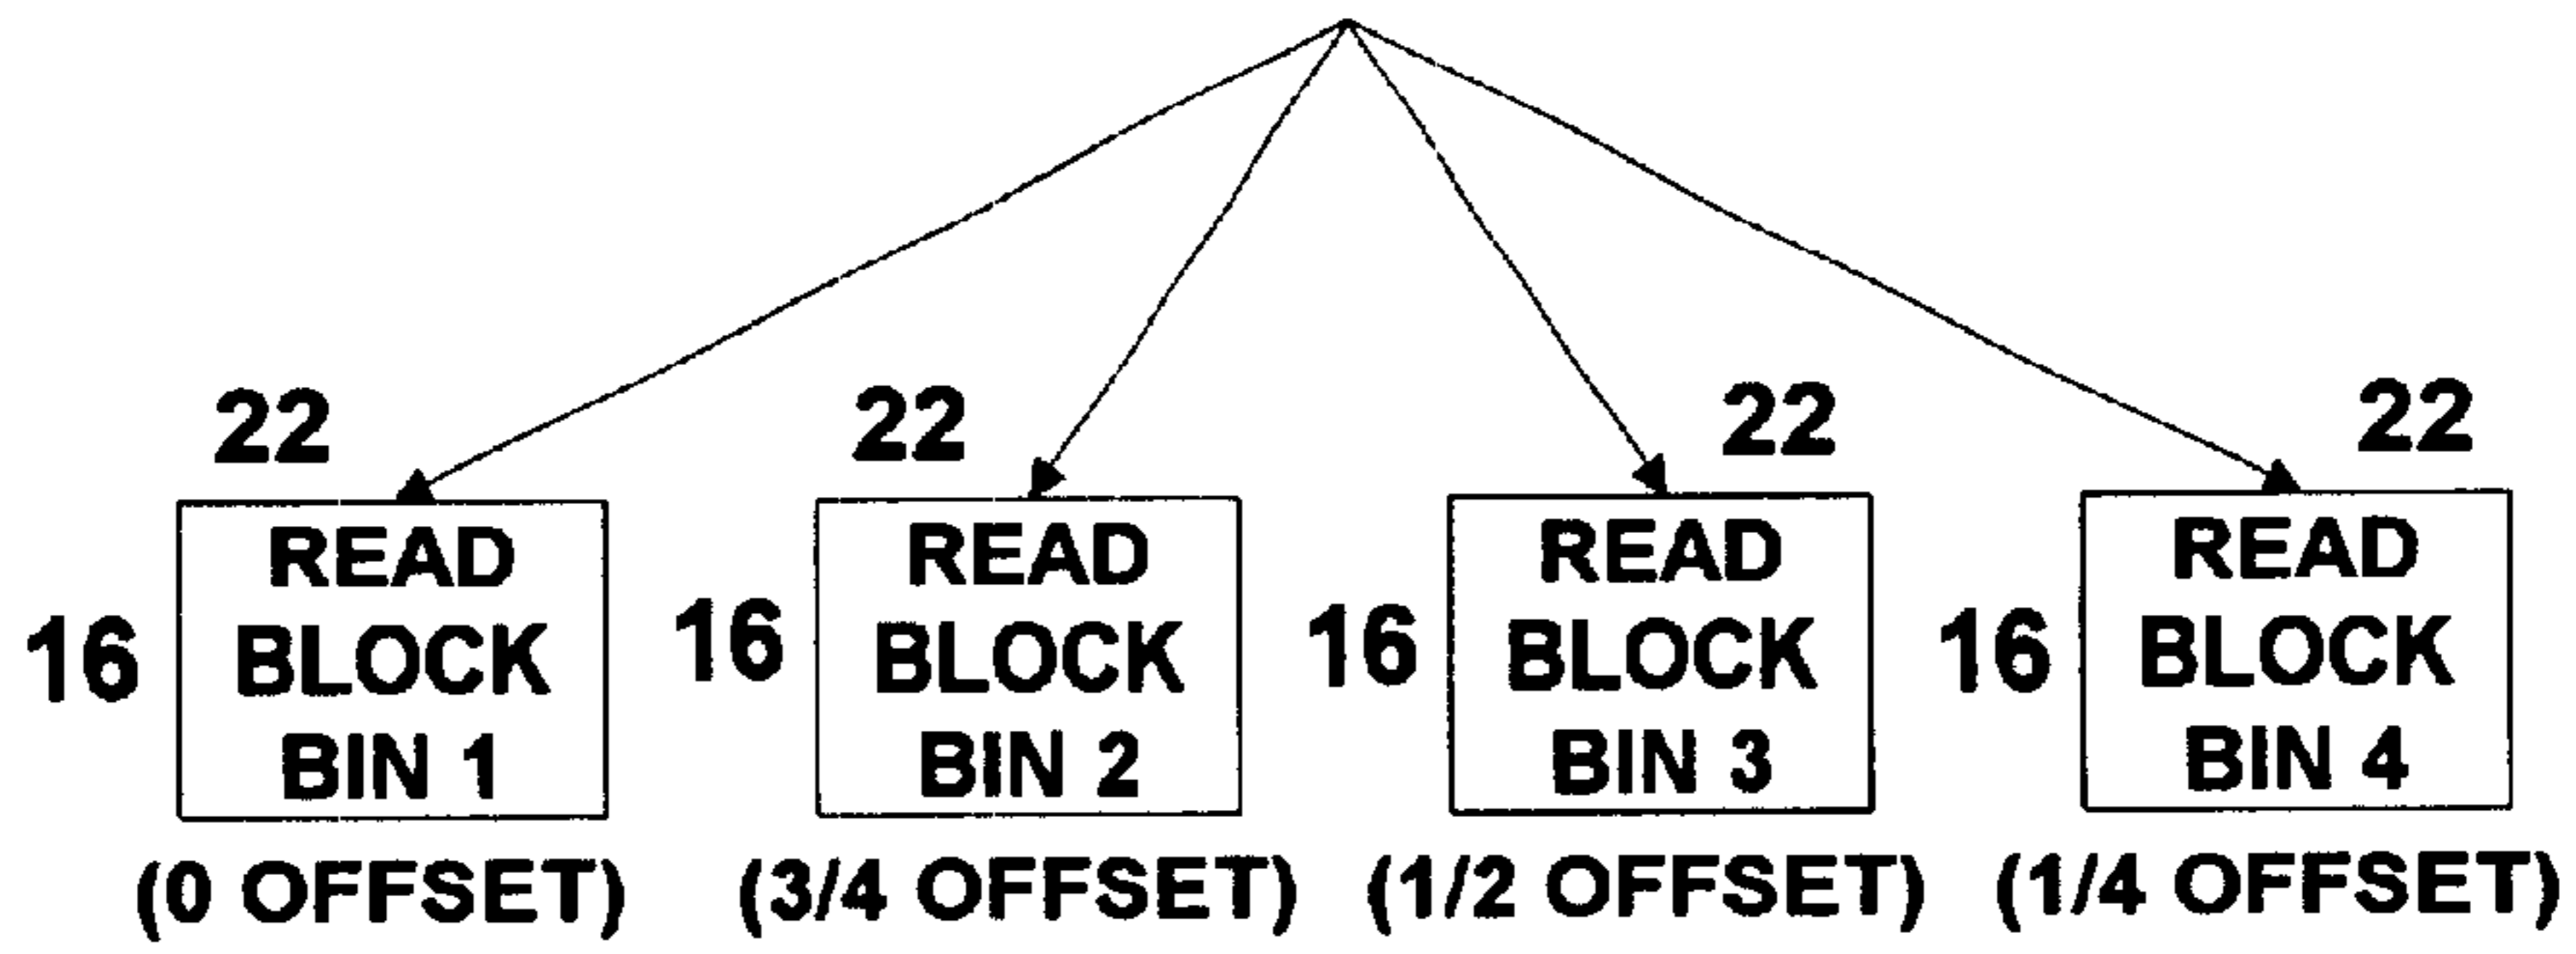 22 22 22 22
16 READ BLOCK BIN 1 16 READ BLOCK BIN 2 16 READ BLOCK BIN 3 16 READ BLOCK BIN 4
(0 OFFSET) (3/4 OFFSET) (1/2 OFFSET) (1/4 OFFSET)